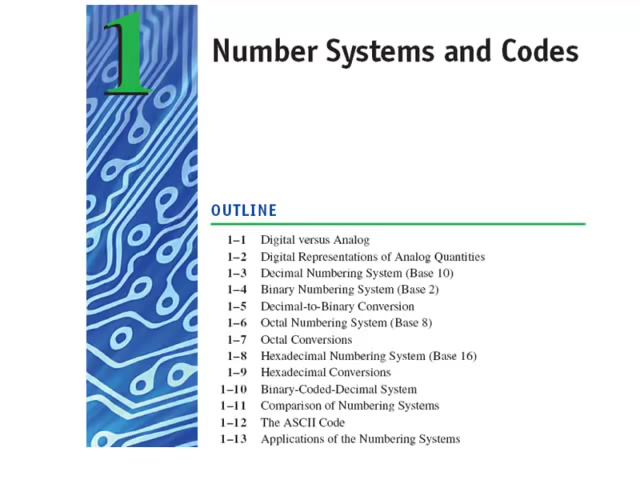 1
Number Systems and Codes
OUTLINE
1–1 Digital versus Analog
1–2 Digital Representations of Analog Quantities
1–3 Decimal Numbering System (Base 10)
1–4 Binary Numbering System (Base 2)
1–5 Decimal-to-Binary Conversion
1–6 Octal Numbering System (Base 8)
1–7 Octal Conversions
1–8 Hexadecimal Numbering System (Base 16)
1–9 Hexadecimal Conversions
1–10 Binary-Coded-Decimal System
1–11 Comparison of Numbering Systems
1–12 The ASCII Code
1–13 Applications of the Numbering Systems